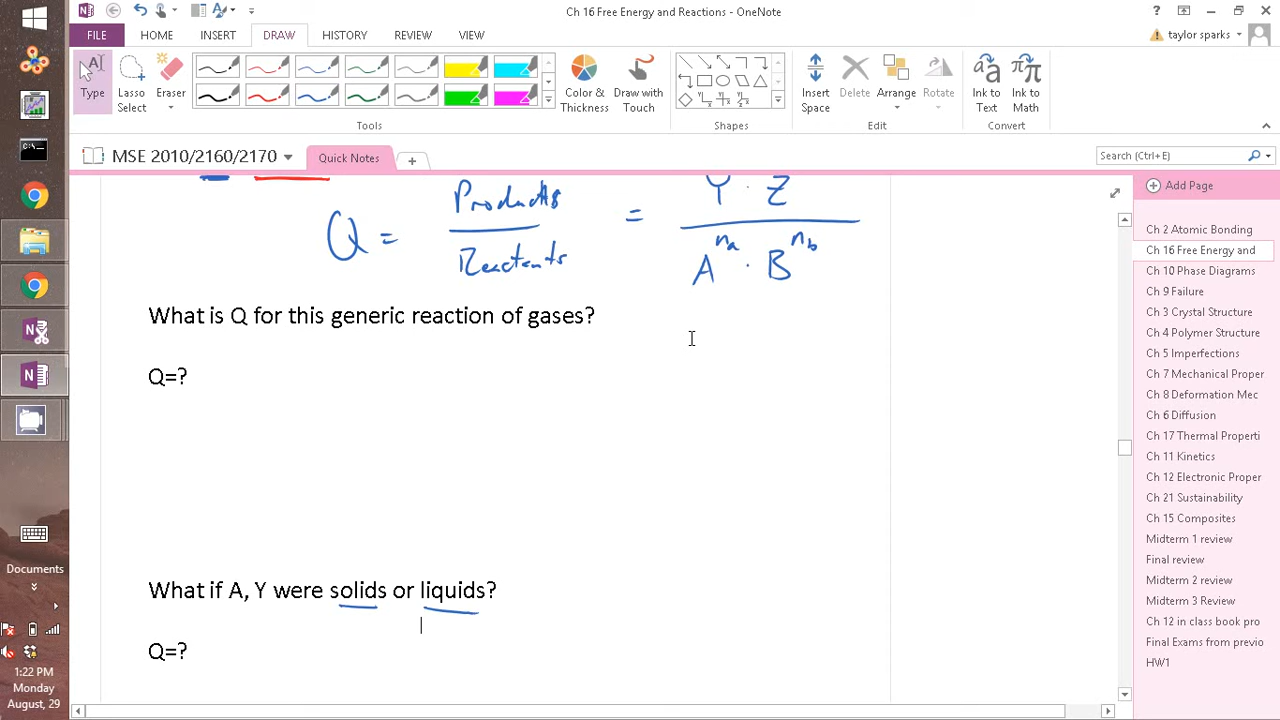 Ch 16 Free Energy and Reactions - OneNote
?
FILE HOME INSERT DRAW HISTORY REVIEW VIEW
taylor sparks
Type
Lasso Select
Eraser
Color & Thickness
Draw with Touch
Insert Space
Delete
Arrange
Rotate
Ink to Text
Ink to Math
Tools
Shapes
Edit
Convert
MSE 2010/2160/2170
Quick Notes
Search (Ctrl+E)
Add Page
Products
Y · Z
Q = =
Reactants
A^na · B^nb
What is Q for this generic reaction of gases?
Q=?
What if A, Y were solids or liquids?
Q=?
Ch 2 Atomic Bonding
Ch 16 Free Energy and
Ch 10 Phase Diagrams
Ch 9 Failure
Ch 3 Crystal Structure
Ch 4 Polymer Structure
Ch 5 Imperfections
Ch 7 Mechanical Proper
Ch 8 Deformation Mec
Ch 6 Diffusion
Ch 17 Thermal Properti
Ch 11 Kinetics
Ch 12 Electronic Proper
Ch 21 Sustainability
Ch 15 Composites
Midterm 1 review
Final review
Midterm 2 review
Midterm 3 Review
Ch 12 in class book pro
Final Exams from previo
HW1
Documents
1:22 PM
Monday
August, 29